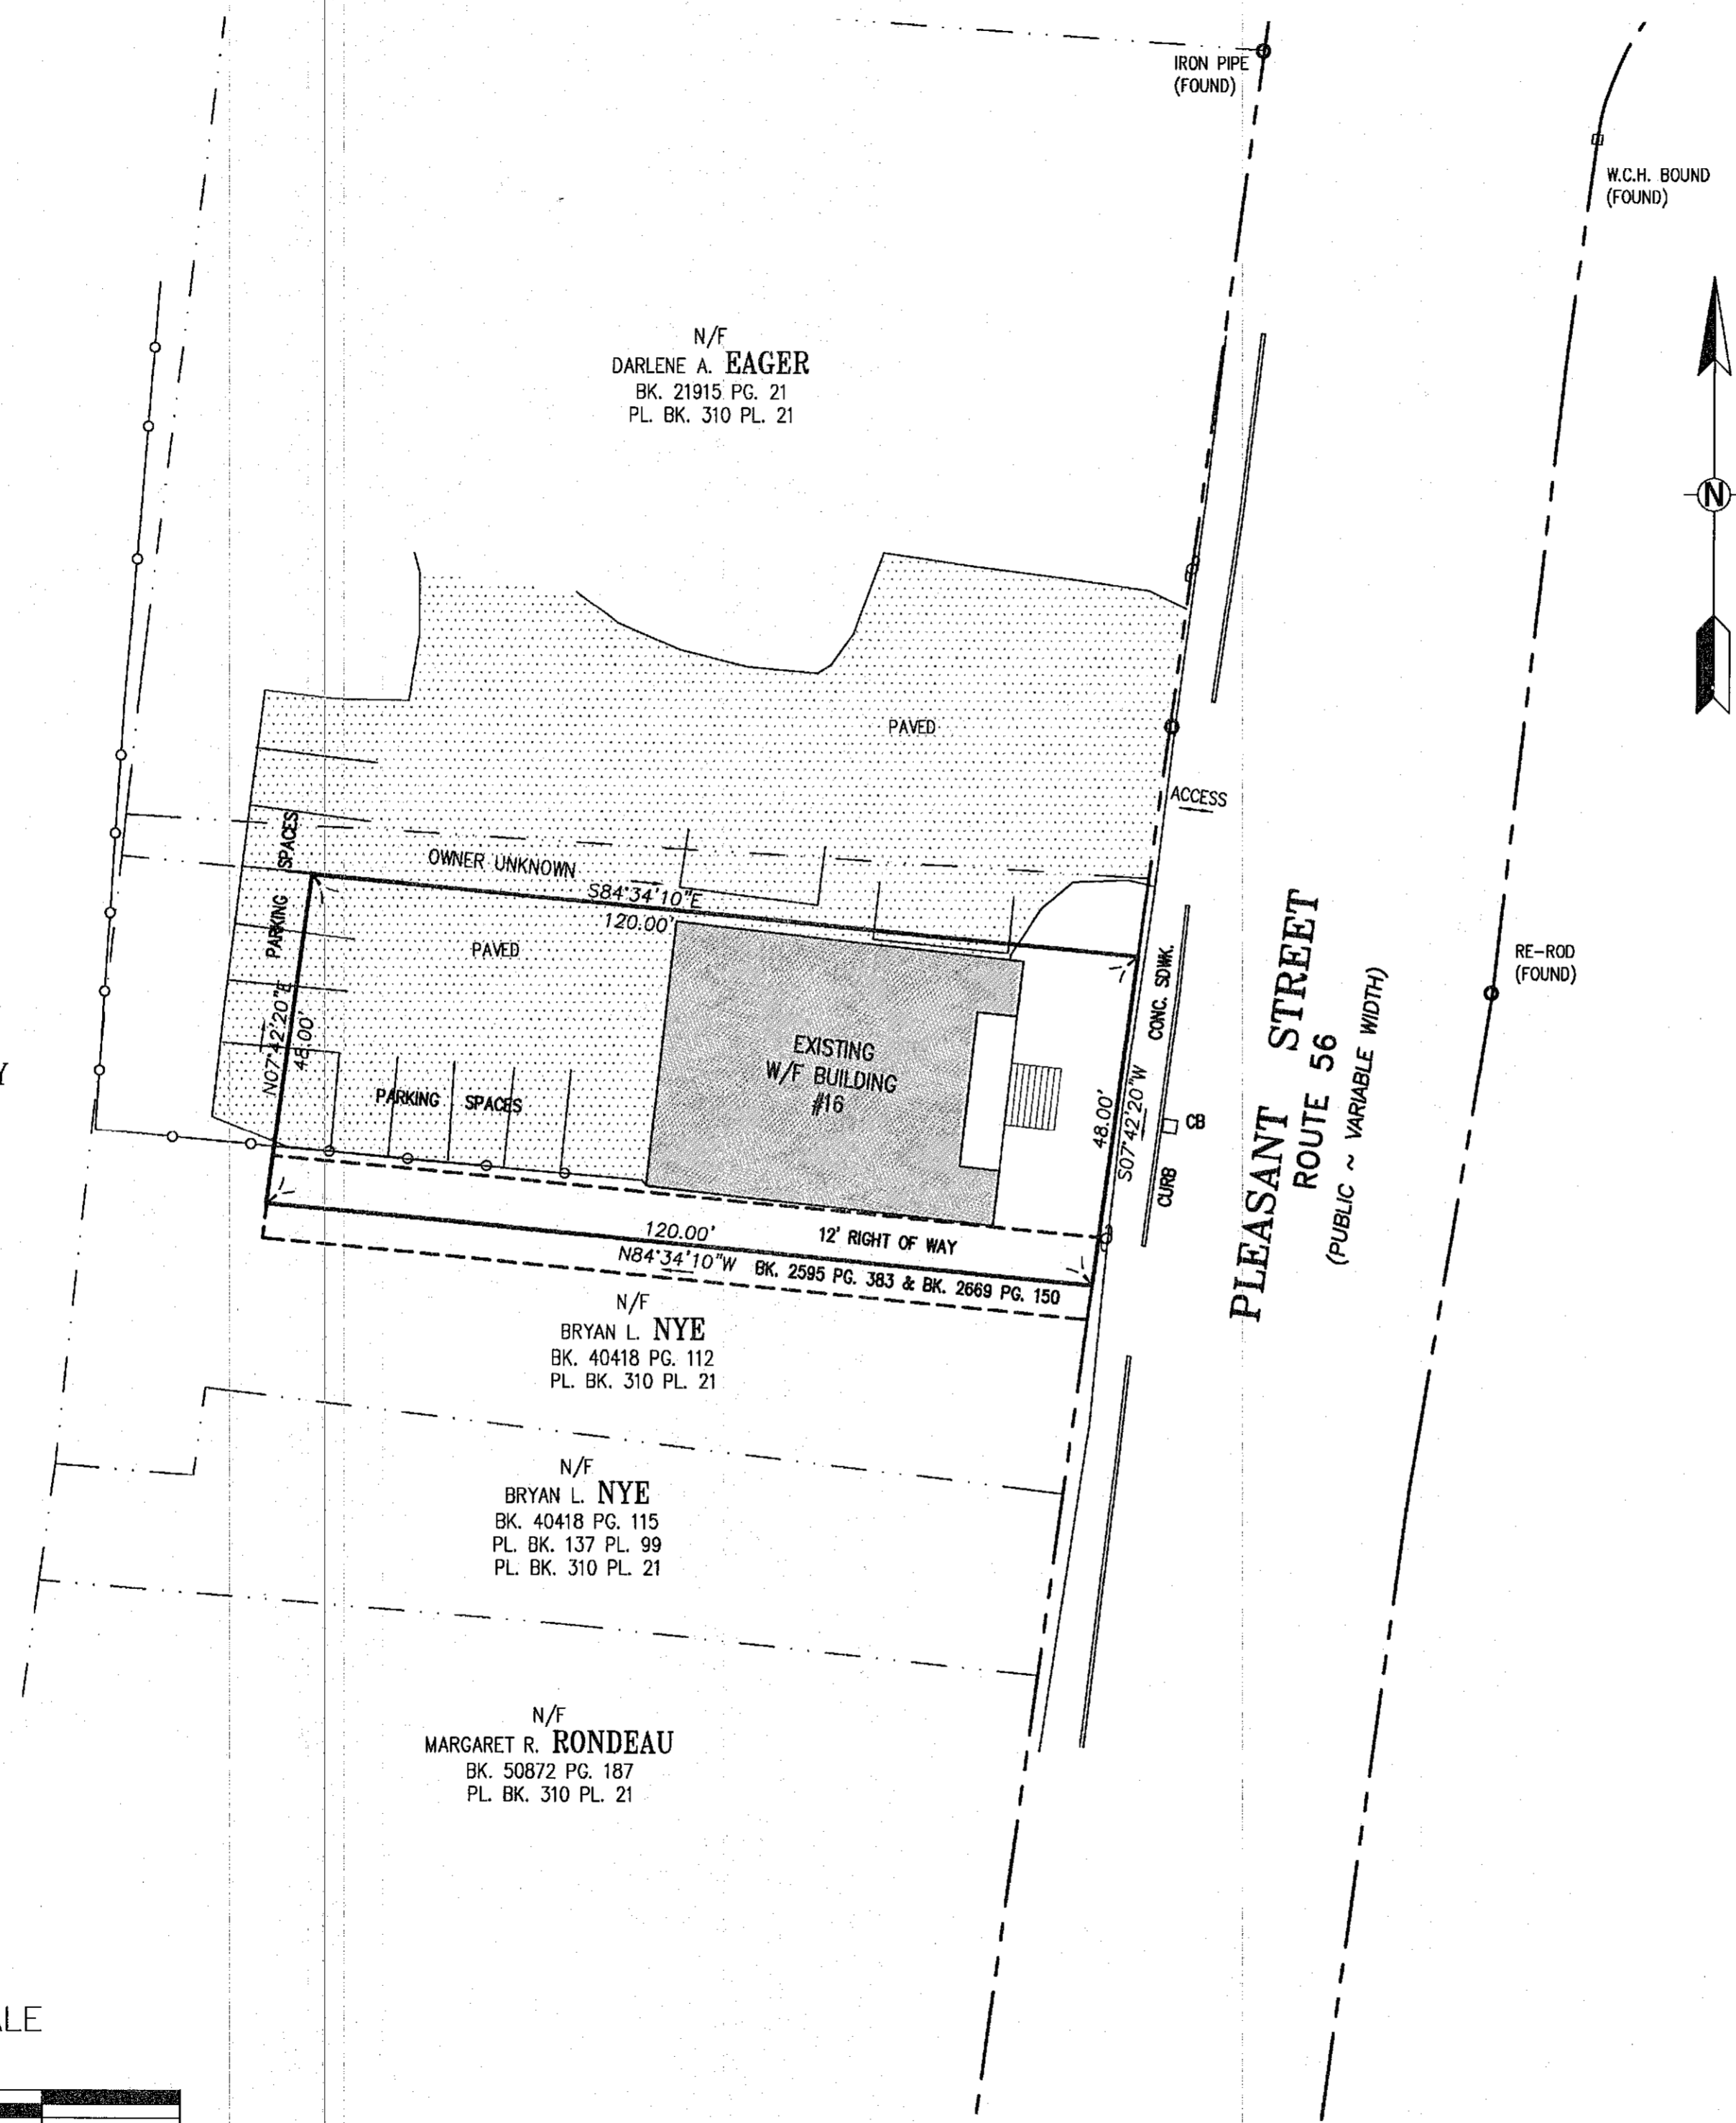 IRON PIPE
(FOUND)
W.C.H. BOUND
(FOUND)
N/F
DARLENE A. EAGER
BK. 21915 PG. 21
PL. BK. 310 PL. 21
N
PAVED
ACCESS
OWNER UNKNOWN
S84°34'10"E
120.00'
PARKING SPACES
PAVED
N07°42'20"E
48.00'
EXISTING
W/F BUILDING
#16
PARKING SPACES
CONC. SDWK.
48.00'
S07°42'20"W
CB
CURB
PLEASANT STREET
ROUTE 56
(PUBLIC ~ VARIABLE WIDTH)
RE-ROD
(FOUND)
Y
120.00'
12' RIGHT OF WAY
N84°34'10"W
BK. 2595 PG. 383 & BK. 2669 PG. 150
N/F
BRYAN L. NYE
BK. 40418 PG. 112
PL. BK. 310 PL. 21
N/F
BRYAN L. NYE
BK. 40418 PG. 115
PL. BK. 137 PL. 99
PL. BK. 310 PL. 21
N/F
MARGARET R. RONDEAU
BK. 50872 PG. 187
PL. BK. 310 PL. 21
LE